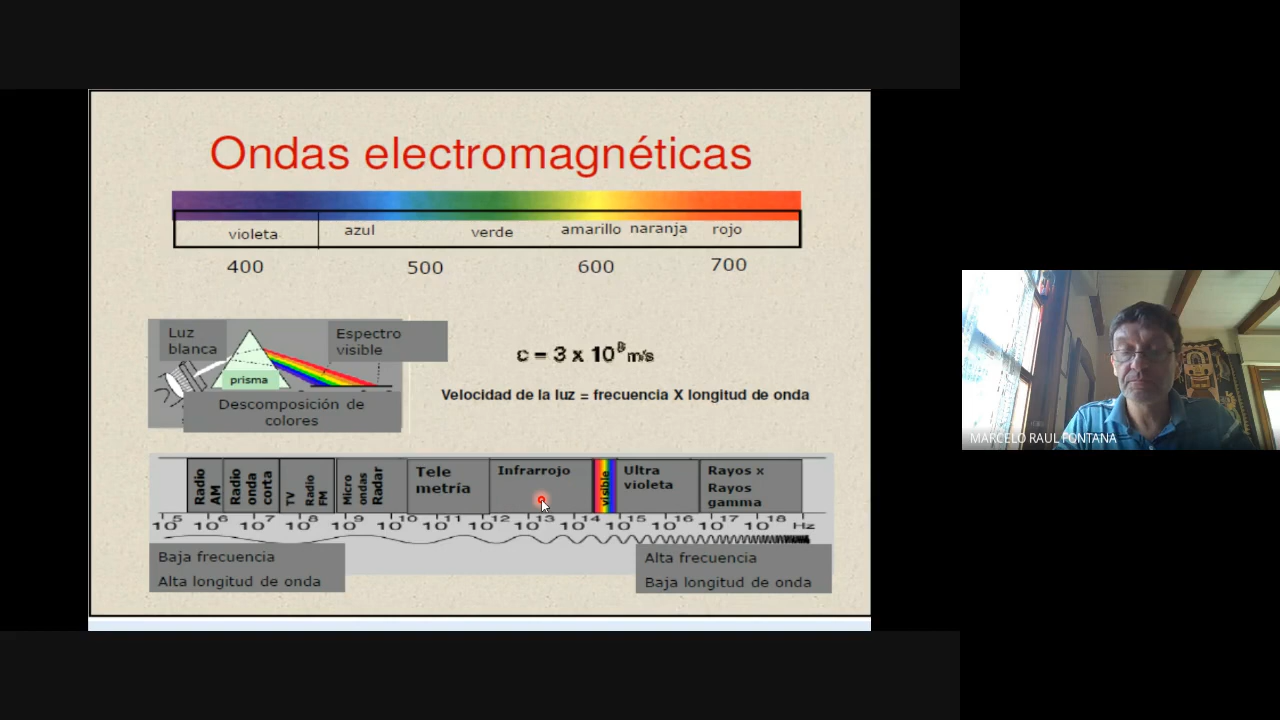 Ondas electromagnéticas
violeta azul verde amarillo naranja rojo
400 500 600 700
Luz
blanca
Espectro
visible
prisma
Descomposición de
colores
c = 3 x 10⁸ m/s
Velocidad de la luz = frecuencia X longitud de onda
Radio
AM
Radio
onda
corta
TV
Radio
FM
Micro
ondas
Radar
Tele
metría
Infrarrojo
visible
Ultra
violeta
Rayos x
Rayos
gamma
10⁵ 10⁶ 10⁷ 10⁸ 10⁹ 10¹⁰ 10¹¹ 10¹² 10¹³ 10¹⁴ 10¹⁵ 10¹⁶ 10¹⁷ 10¹⁸ Hz
Baja frecuencia
Alta longitud de onda
Alta frecuencia
Baja longitud de onda
MARCELO RAUL FONTANA